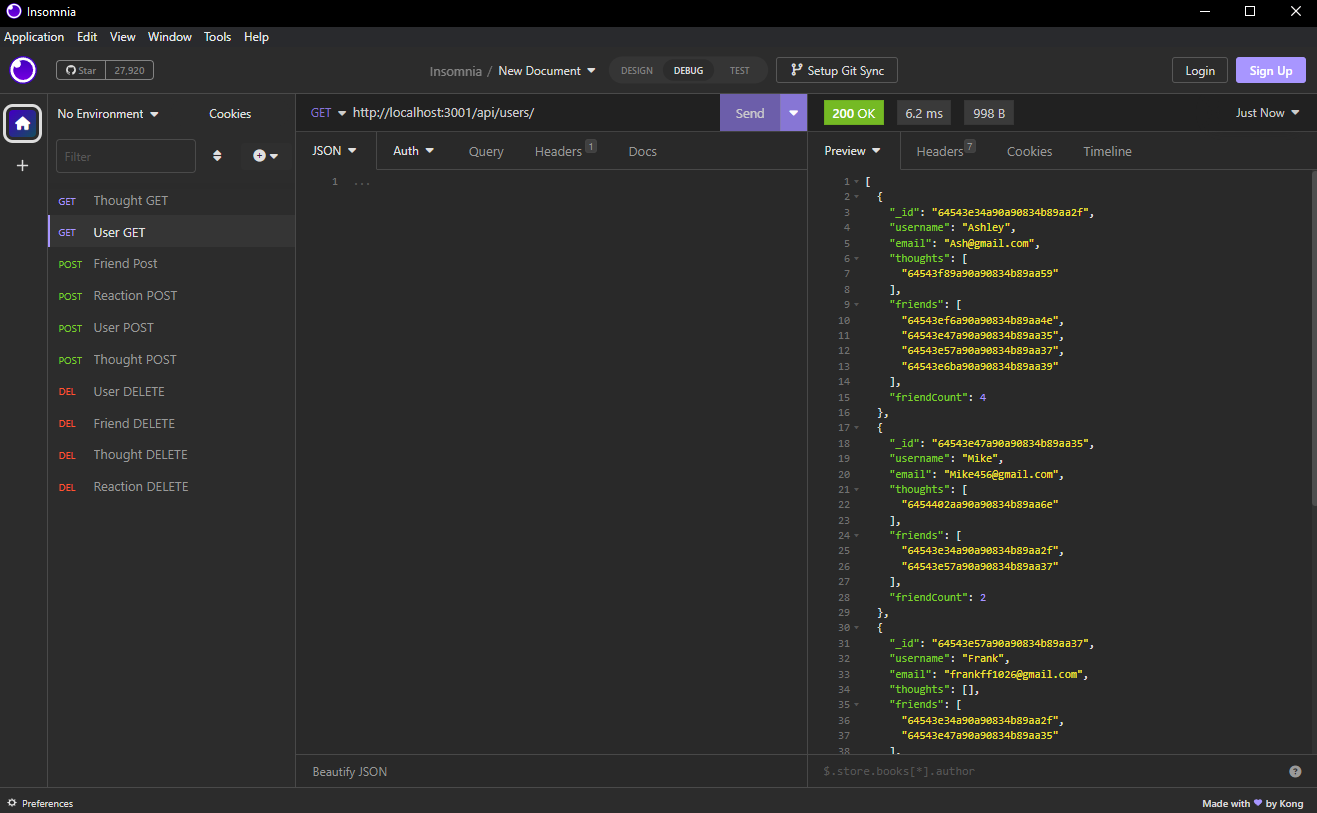 Insomnia
Application Edit View Window Tools Help
Star 27,920
Insomnia / New Document
DESIGN DEBUG TEST
Setup Git Sync
Login Sign Up
No Environment Cookies
Filter
GET Thought GET
GET User GET
POST Friend Post
POST Reaction POST
POST User POST
POST Thought POST
DEL User DELETE
DEL Friend DELETE
DEL Thought DELETE
DEL Reaction DELETE
GET http://localhost:3001/api/users/ Send
JSON Auth Query Headers 1 Docs
1 ...
Beautify JSON
200 OK 6.2 ms 998 B Just Now
Preview Headers 7 Cookies Timeline
1 [
2 {
3 "_id": "64543e34a90a90834b89aa2f",
4 "username": "Ashley",
5 "email": "Ash@gmail.com",
6 "thoughts": [
7 "64543f89a90a90834b89aa59"
8 ],
9 "friends": [
10 "64543ef6a90a90834b89aa4e",
11 "64543e47a90a90834b89aa35",
12 "64543e57a90a90834b89aa37",
13 "64543e6ba90a90834b89aa39"
14 ],
15 "friendCount": 4
16 },
17 {
18 "_id": "64543e47a90a90834b89aa35",
19 "username": "Mike",
20 "email": "Mike456@gmail.com",
21 "thoughts": [
22 "6454402aa90a90834b89aa6e"
23 ],
24 "friends": [
25 "64543e34a90a90834b89aa2f",
26 "64543e57a90a90834b89aa37"
27 ],
28 "friendCount": 2
29 },
30 {
31 "_id": "64543e57a90a90834b89aa37",
32 "username": "Frank",
33 "email": "frankff1026@gmail.com",
34 "thoughts": [],
35 "friends": [
36 "64543e34a90a90834b89aa2f",
37 "64543e47a90a90834b89aa35"
38 ],
$.store.books[*].author
Preferences
Made with ♥ by Kong